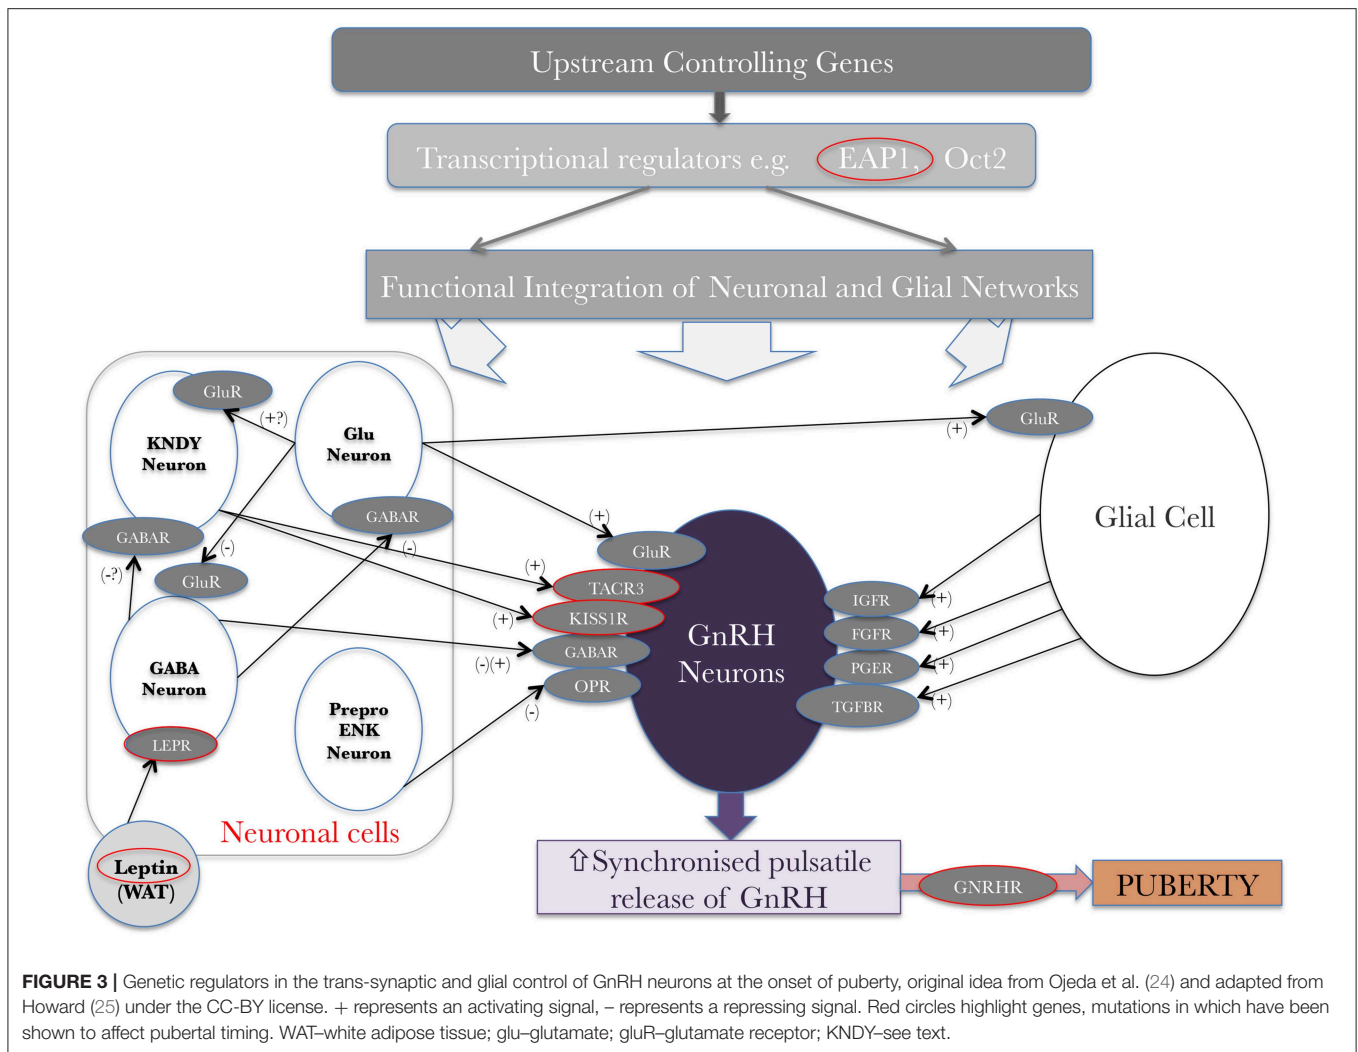 Upstream Controlling Genes
Transcriptional regulators e.g. EAP1, Oct2
Functional Integration of Neuronal and Glial Networks
GluR
(+?)
KNDY
Neuron
Glu
Neuron
GluR
(+)
GABAR
GABAR
(-)
(-)
(-?)
GluR
(+)
GluR
Glial Cell
(+)
TACR3
(+)
KISS1R
GABAR
(-)(+)
OPR
(-)
GnRH
Neurons
IGFR
(+)
FGFR
(+)
PGER
(+)
TGFBR
(+)
GABA
Neuron
LEPR
Prepro
ENK
Neuron
Neuronal cells
Leptin
(WAT)
⇧Synchronised pulsatile
release of GnRH
GNRHR
PUBERTY
FIGURE 3 | Genetic regulators in the trans-synaptic and glial control of GnRH neurons at the onset of puberty, original idea from Ojeda et al. (24) and adapted from
Howard (25) under the CC-BY license. + represents an activating signal, – represents a repressing signal. Red circles highlight genes, mutations in which have been
shown to affect pubertal timing. WAT–white adipose tissue; glu–glutamate; gluR–glutamate receptor; KNDY–see text.